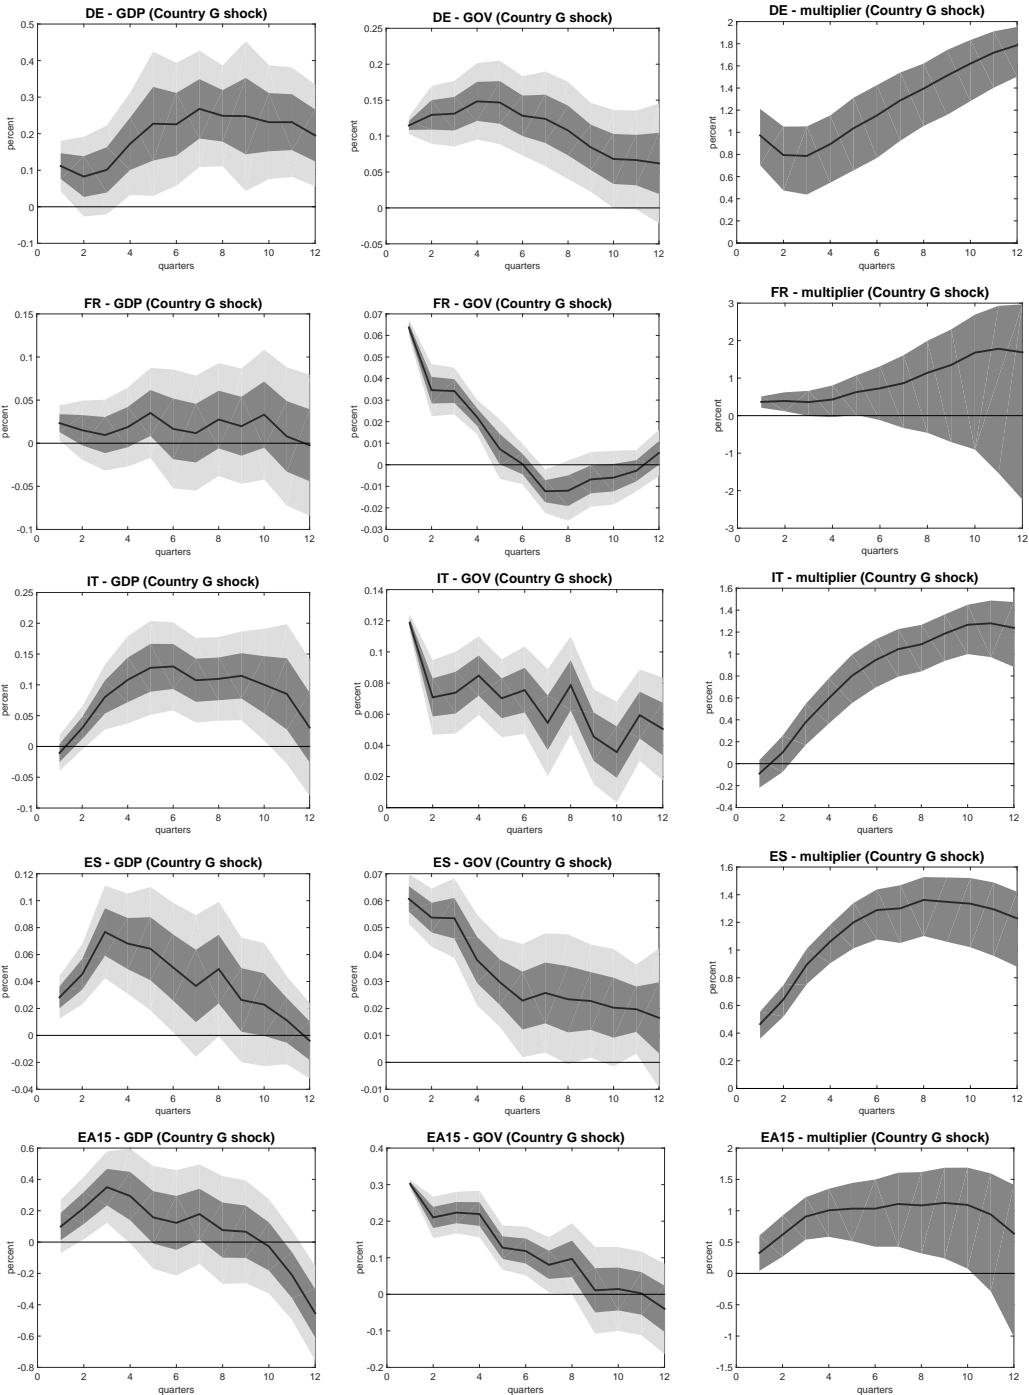 DE - GDP (Country G shock)
0.5
0.4
0.3
0.2
0.1
0
-0.1
percent
0 2 4 6 8 10 12
quarters
DE - GOV (Country G shock)
0.25
0.2
0.15
0.1
0.05
0
-0.05
percent
0 2 4 6 8 10 12
quarters
DE - multiplier (Country G shock)
2
1.8
1.6
1.4
1.2
1
0.8
0.6
0.4
0.2
0
percent
0 2 4 6 8 10 12
quarters
FR - GDP (Country G shock)
0.15
0.1
0.05
0
-0.05
-0.1
percent
0 2 4 6 8 10 12
quarters
FR - GOV (Country G shock)
0.07
0.06
0.05
0.04
0.03
0.02
0.01
0
-0.01
-0.02
-0.03
percent
0 2 4 6 8 10 12
quarters
FR - multiplier (Country G shock)
3
2
1
0
-1
-2
-3
percent
0 2 4 6 8 10 12
quarters
IT - GDP (Country G shock)
0.25
0.2
0.15
0.1
0.05
0
-0.05
-0.1
percent
0 2 4 6 8 10 12
quarters
IT - GOV (Country G shock)
0.14
0.12
0.1
0.08
0.06
0.04
0.02
0
percent
0 2 4 6 8 10 12
quarters
IT - multiplier (Country G shock)
1.6
1.4
1.2
1
0.8
0.6
0.4
0.2
0
-0.2
-0.4
percent
0 2 4 6 8 10 12
quarters
ES - GDP (Country G shock)
0.12
0.1
0.08
0.06
0.04
0.02
0
-0.02
-0.04
percent
0 2 4 6 8 10 12
quarters
ES - GOV (Country G shock)
0.07
0.06
0.05
0.04
0.03
0.02
0.01
0
-0.01
percent
0 2 4 6 8 10 12
quarters
ES - multiplier (Country G shock)
1.6
1.4
1.2
1
0.8
0.6
0.4
0.2
0
percent
0 2 4 6 8 10 12
quarters
EA15 - GDP (Country G shock)
0.6
0.4
0.2
0
-0.2
-0.4
-0.6
-0.8
percent
0 2 4 6 8 10 12
quarters
EA15 - GOV (Country G shock)
0.4
0.3
0.2
0.1
0
-0.1
-0.2
percent
0 2 4 6 8 10 12
quarters
EA15 - multiplier (Country G shock)
2
1.5
1
0.5
0
-0.5
-1
-1.5
percent
0 2 4 6 8 10 12
quarters